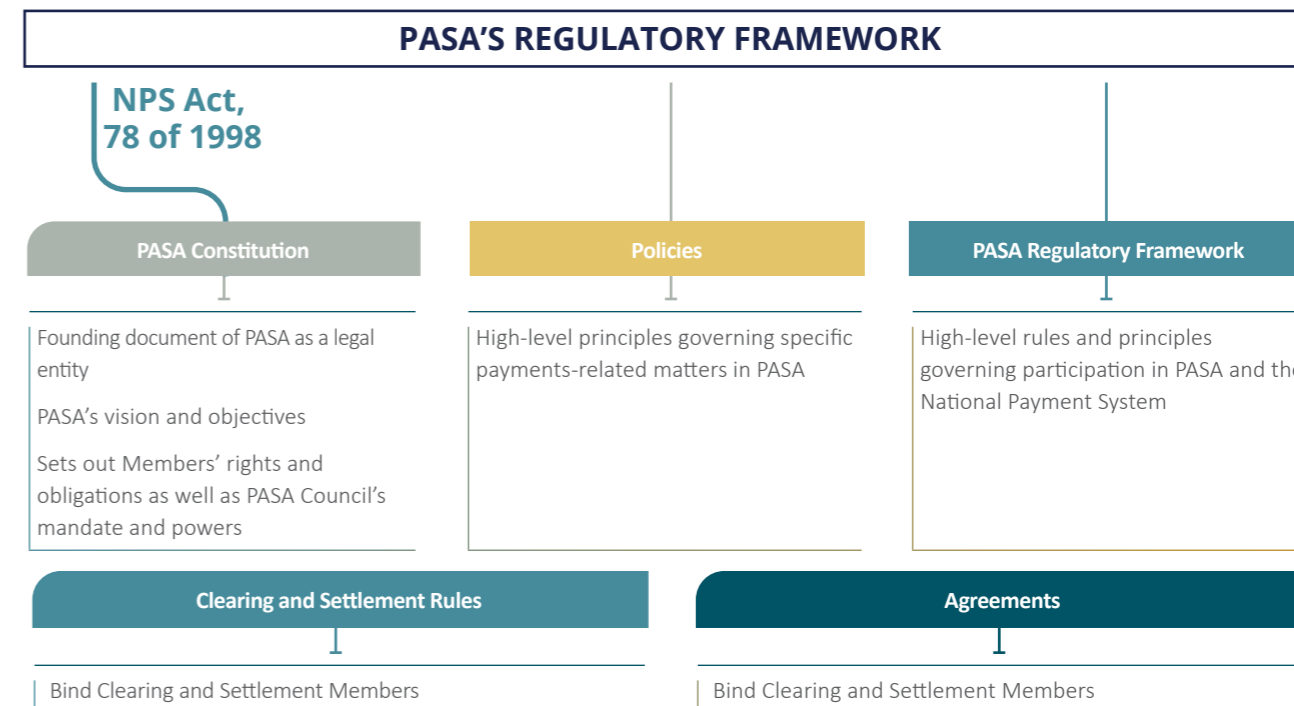 PASA’S REGULATORY FRAMEWORK
NPS Act,
78 of 1998
PASA Constitution
Founding document of PASA as a legal
entity
PASA’s vision and objectives
Sets out Members’ rights and
obligations as well as PASA Council’s
mandate and powers
Policies
High-level principles governing specific
payments-related matters in PASA
PASA Regulatory Framework
High-level rules and principles
governing participation in PASA and the
National Payment System
Clearing and Settlement Rules
Bind Clearing and Settlement Members
Agreements
Bind Clearing and Settlement Members